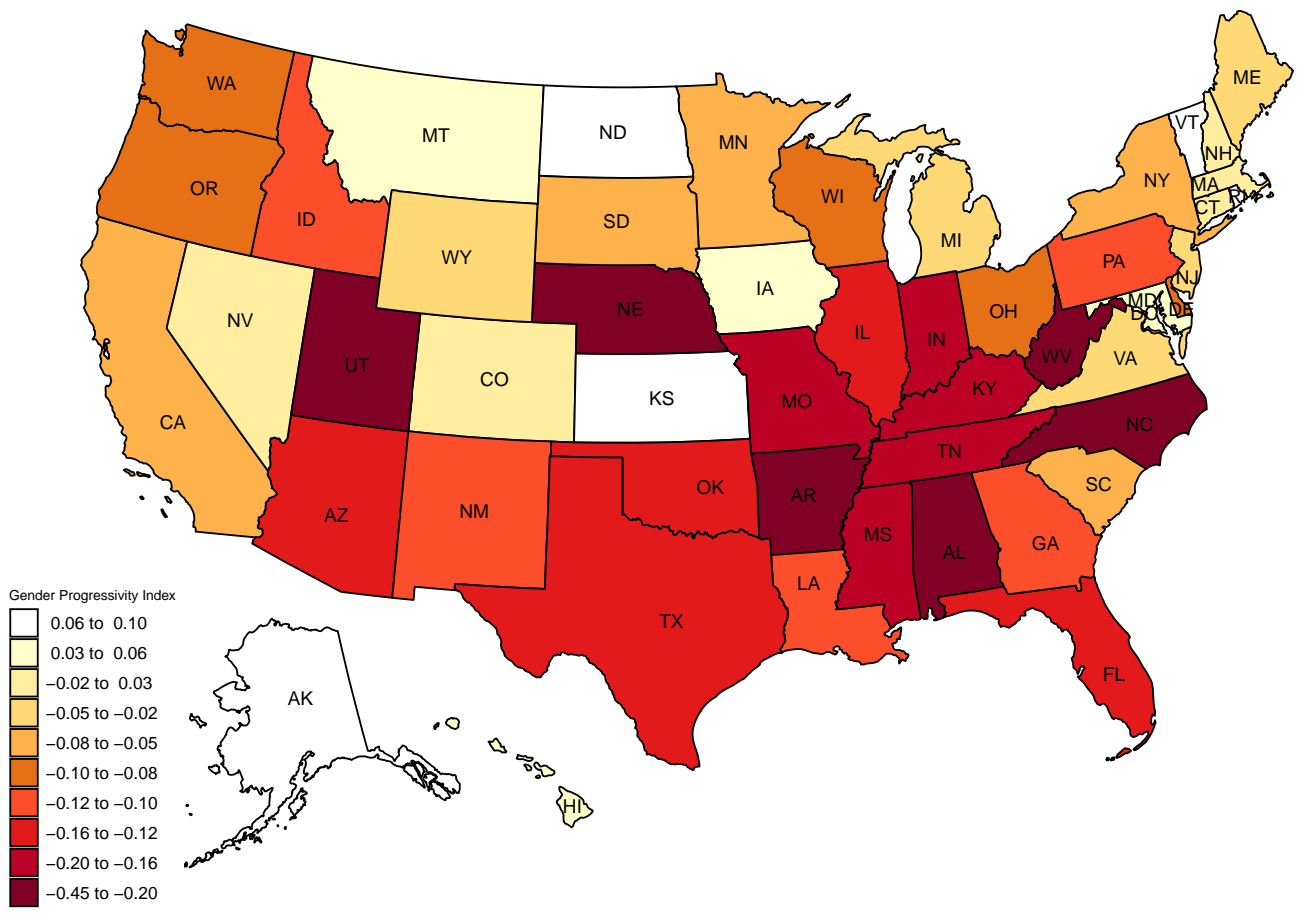 ME
WA
VT
ND
MT
MN
NH
NY
MA
OR
WI
RI
CT
ID
SD
MI
WY
PA
NJ
IA
MD
NE
DE
OH
DC
NV
IL
IN
WV
VA
UT
CO
KY
KS
MO
CA
NC
TN
SC
OK
AR
NM
AZ
MS
GA
AL
LA
TX
FL
AK
HI
Gender Progressivity Index
0.06 to 0.10
0.03 to 0.06
−0.02 to 0.03
−0.05 to −0.02
−0.08 to −0.05
−0.10 to −0.08
−0.12 to −0.10
−0.16 to −0.12
−0.20 to −0.16
−0.45 to −0.20